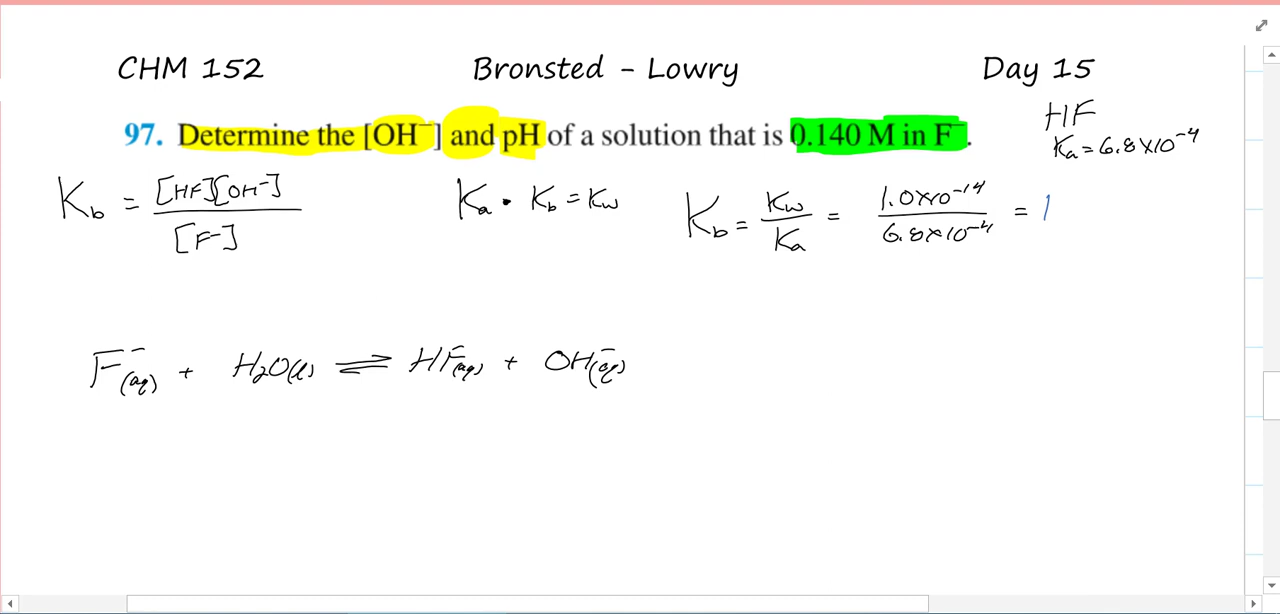 CHM 152 Bronsted - Lowry Day 15
97. Determine the [OH⁻] and pH of a solution that is 0.140 M in F⁻.
HF
Ka = 6.8×10⁻⁴
Kb = [HF][OH⁻] / [F⁻]
Ka • Kb = Kw
Kb = Kw / Ka = 1.0×10⁻¹⁴ / 6.8×10⁻⁴ = 1
F⁻(aq) + H₂O(l) ⇌ HF(aq) + OH⁻(aq)